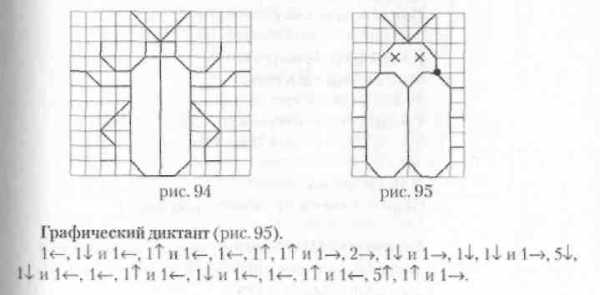 рис. 94
рис. 95
Графический диктант (рис. 95).
1←, 1↓ и 1←, 1↑ и 1←, 1←, 1↑, 1↑ и 1→, 2→, 1↓ и 1→, 1↓, 1↓ и 1→, 5↓,
1↓ и 1←, 1←, 1↑ и 1←, 1↓ и 1←, 1←, 1↑ и 1←, 5↑, 1↑ и 1→.